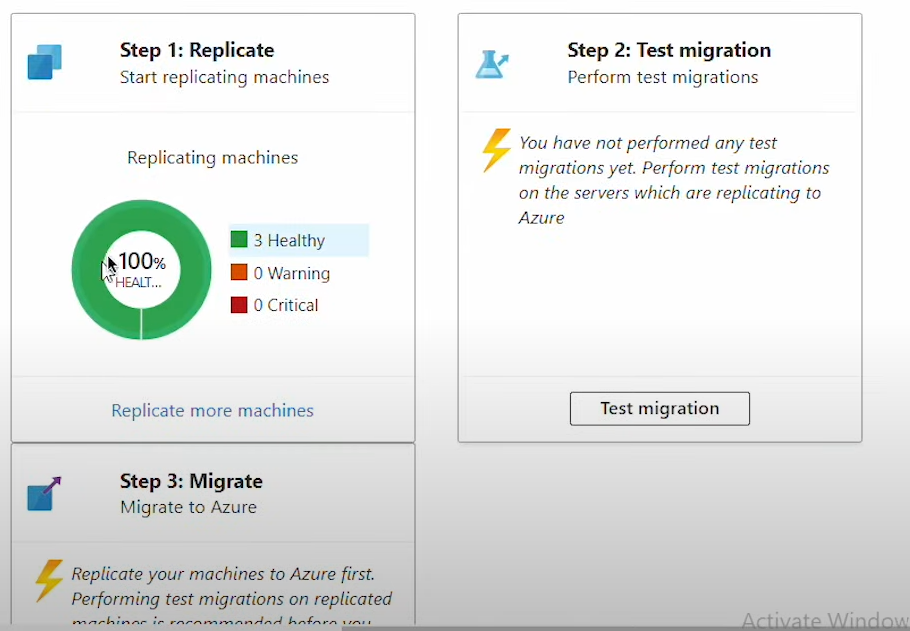 Step 1: Replicate
Start replicating machines
Replicating machines
100%
HEALT...
3 Healthy
0 Warning
0 Critical
Replicate more machines
Step 2: Test migration
Perform test migrations
You have not performed any test
migrations yet. Perform test migrations
on the servers which are replicating to
Azure
Test migration
Step 3: Migrate
Migrate to Azure
Replicate your machines to Azure first.
Performing test migrations on replicated
machines is recommended before you
Activate Window